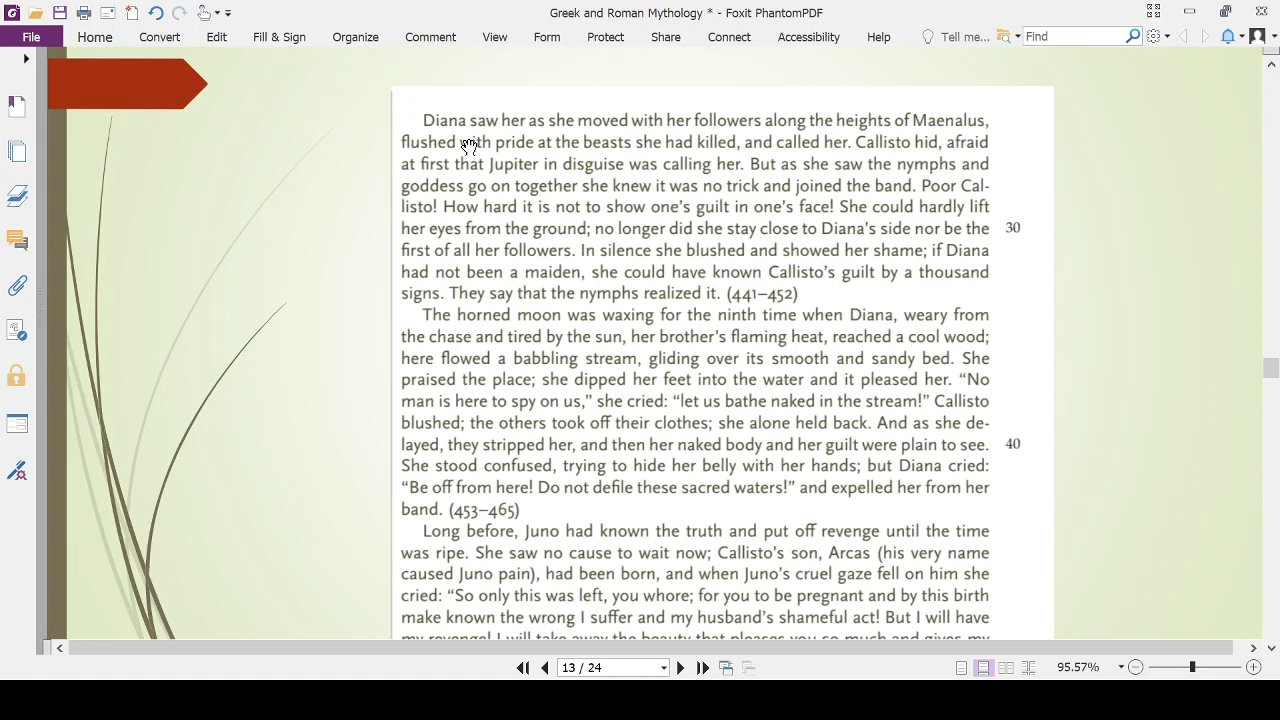 Greek and Roman Mythology * - Foxit PhantomPDF
File Home Convert Edit Fill & Sign Organize Comment View Form Protect Share Connect Accessibility Help Tell me... Find
Diana saw her as she moved with her followers along the heights of Maenalus,
flushed with pride at the beasts she had killed, and called her. Callisto hid, afraid
at first that Jupiter in disguise was calling her. But as she saw the nymphs and
goddess go on together she knew it was no trick and joined the band. Poor Cal-
listo! How hard it is not to show one's guilt in one's face! She could hardly lift
her eyes from the ground; no longer did she stay close to Diana's side nor be the 30
first of all her followers. In silence she blushed and showed her shame; if Diana
had not been a maiden, she could have known Callisto's guilt by a thousand
signs. They say that the nymphs realized it. (441–452)
The horned moon was waxing for the ninth time when Diana, weary from
the chase and tired by the sun, her brother's flaming heat, reached a cool wood;
here flowed a babbling stream, gliding over its smooth and sandy bed. She
praised the place; she dipped her feet into the water and it pleased her. "No
man is here to spy on us," she cried: "let us bathe naked in the stream!" Callisto
blushed; the others took off their clothes; she alone held back. And as she de-
layed, they stripped her, and then her naked body and her guilt were plain to see. 40
She stood confused, trying to hide her belly with her hands; but Diana cried:
"Be off from here! Do not defile these sacred waters!" and expelled her from her
band. (453–465)
Long before, Juno had known the truth and put off revenge until the time
was ripe. She saw no cause to wait now; Callisto's son, Arcas (his very name
caused Juno pain), had been born, and when Juno's cruel gaze fell on him she
cried: "So only this was left, you whore; for you to be pregnant and by this birth
make known the wrong I suffer and my husband's shameful act! But I will have
my revenge! I will take away the beauty that pleases you so much and gives my
13 / 24 95.57%